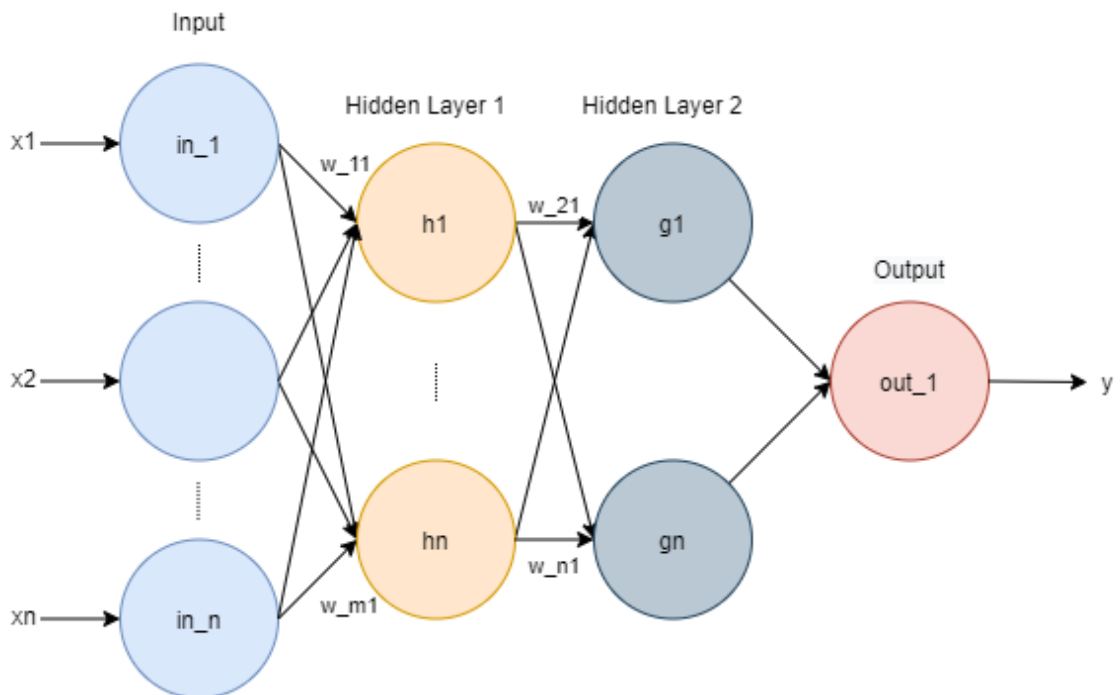 Input
Hidden Layer 1
Hidden Layer 2
x1
in_1
w_11
h1
w_21
g1
Output
x2
out_1
y
hn
gn
w_n1
w_m1
xn
in_n